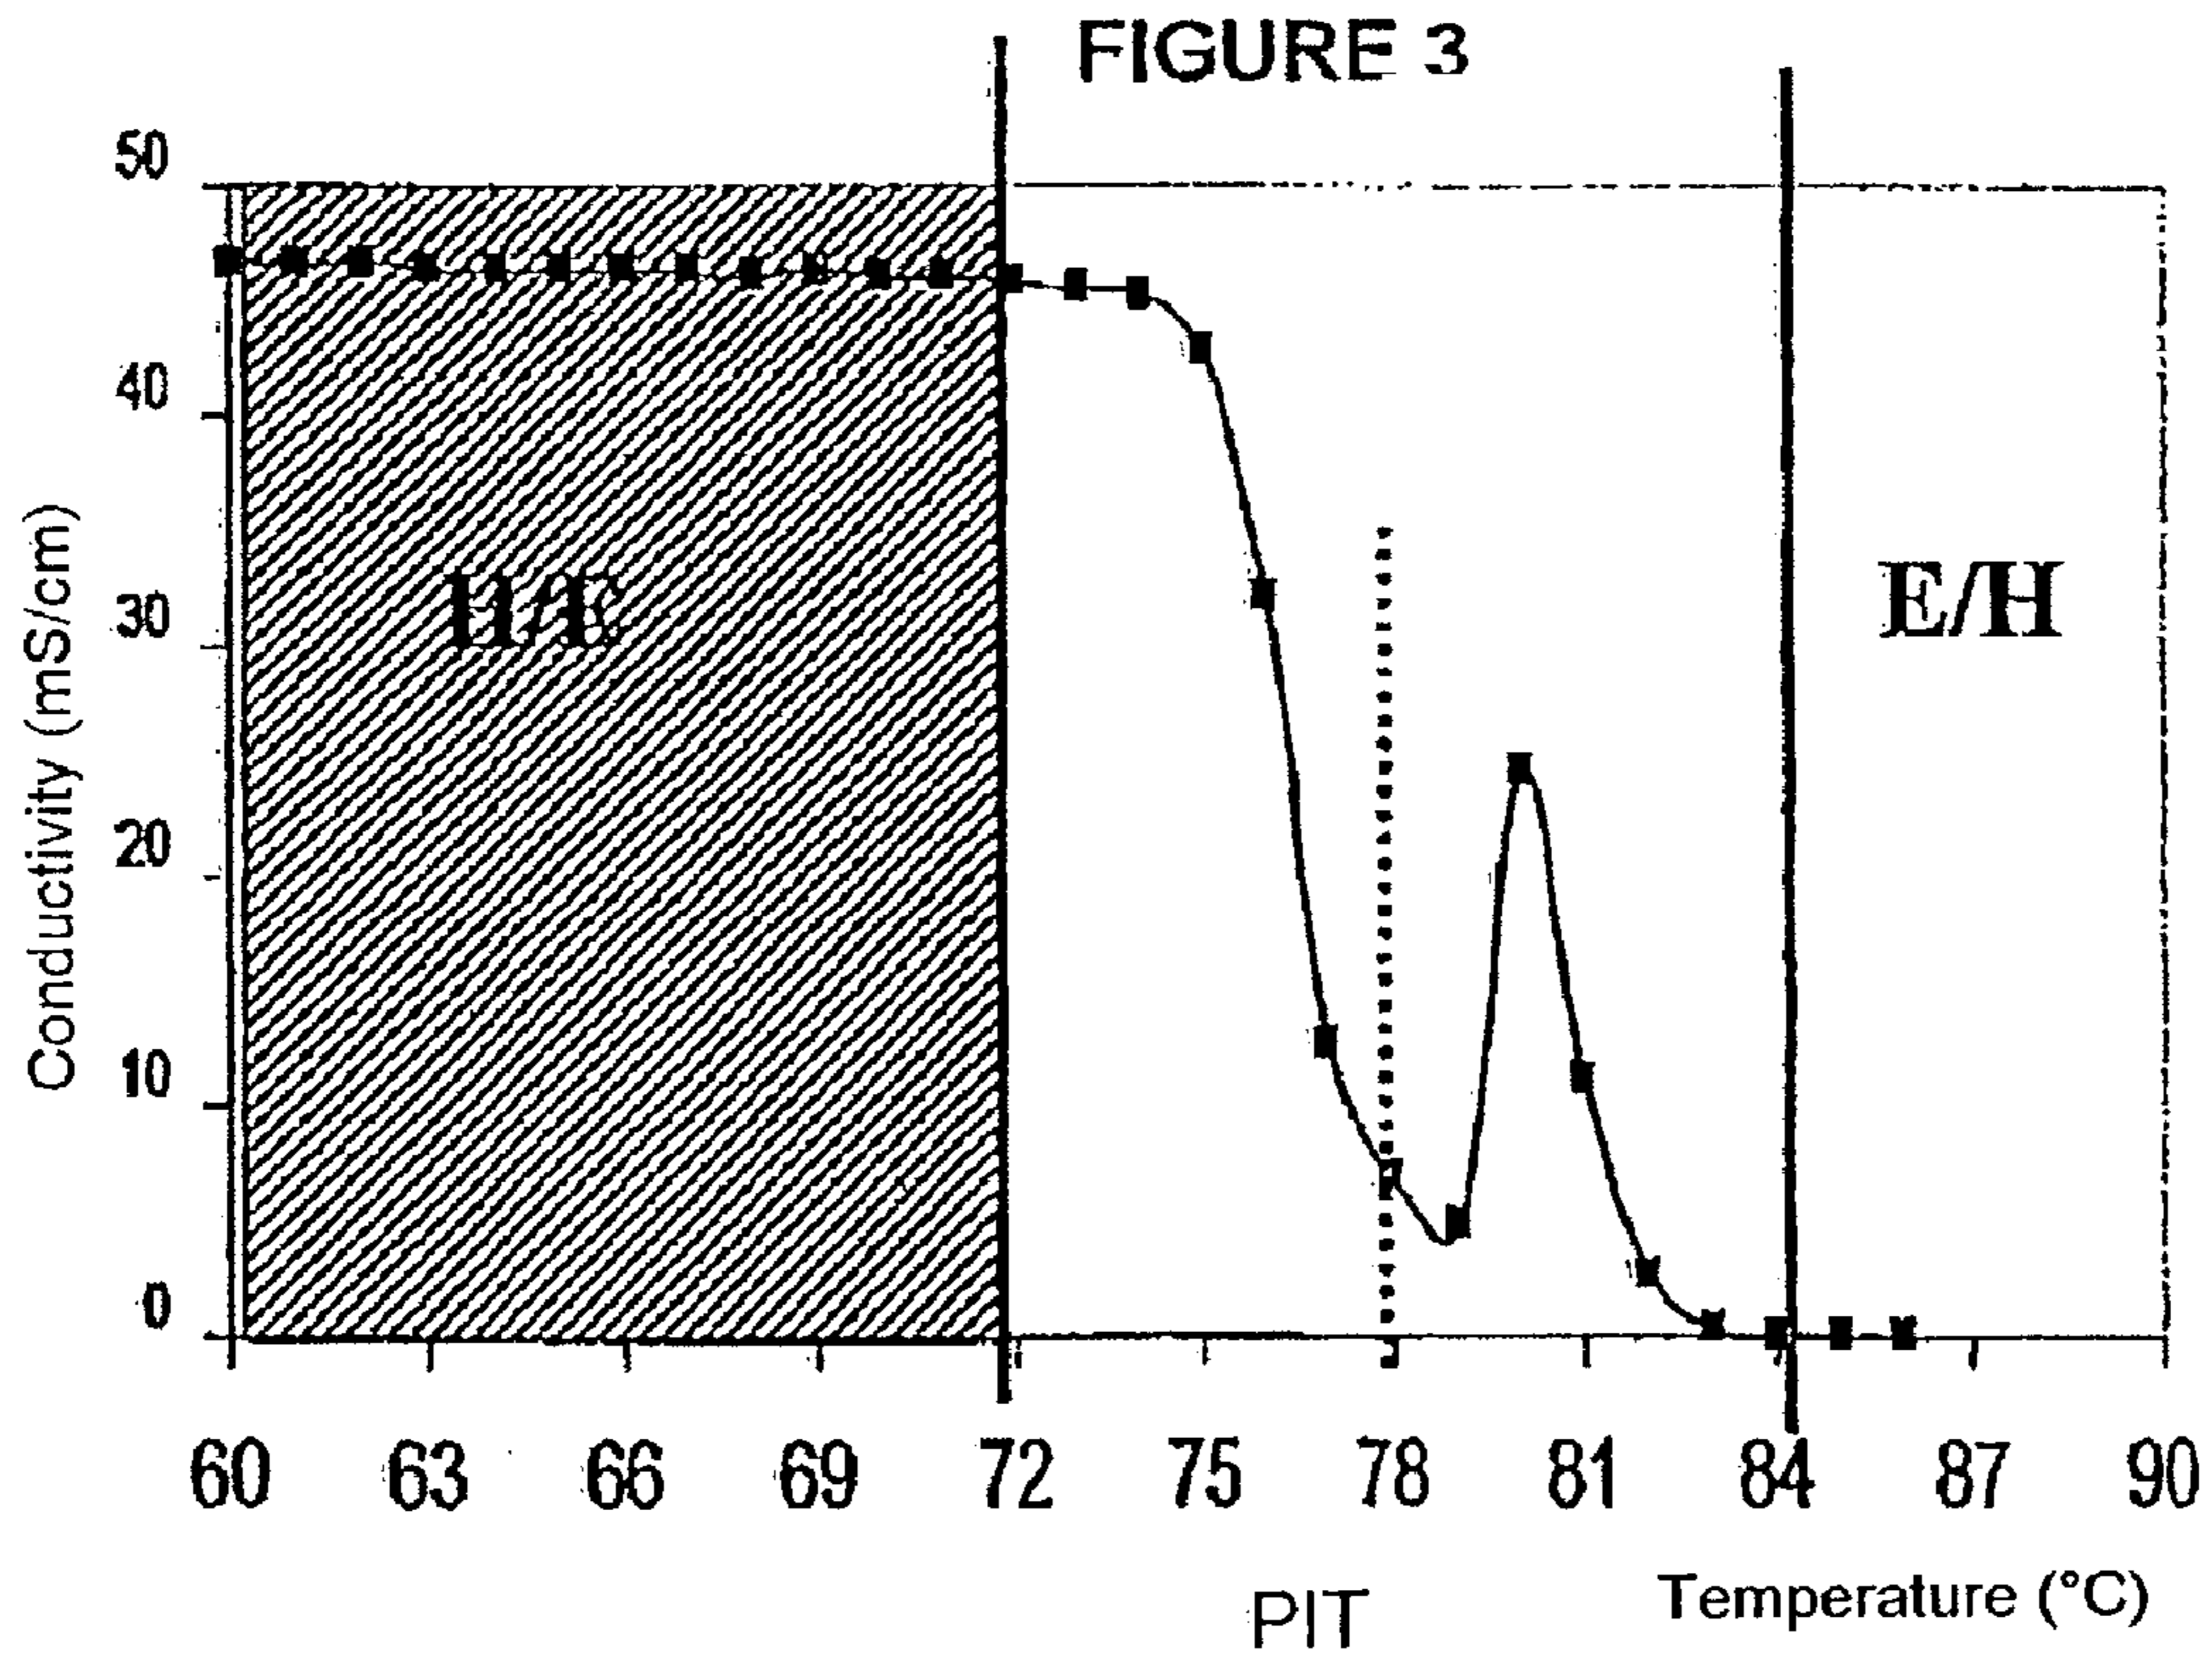 FIGURE 3
Conductivity (mS/cm)
50
40
30
20
10
0
H/E
E/H
60 63 66 69 72 75 78 81 84 87 90
PIT
Temperature (°C)